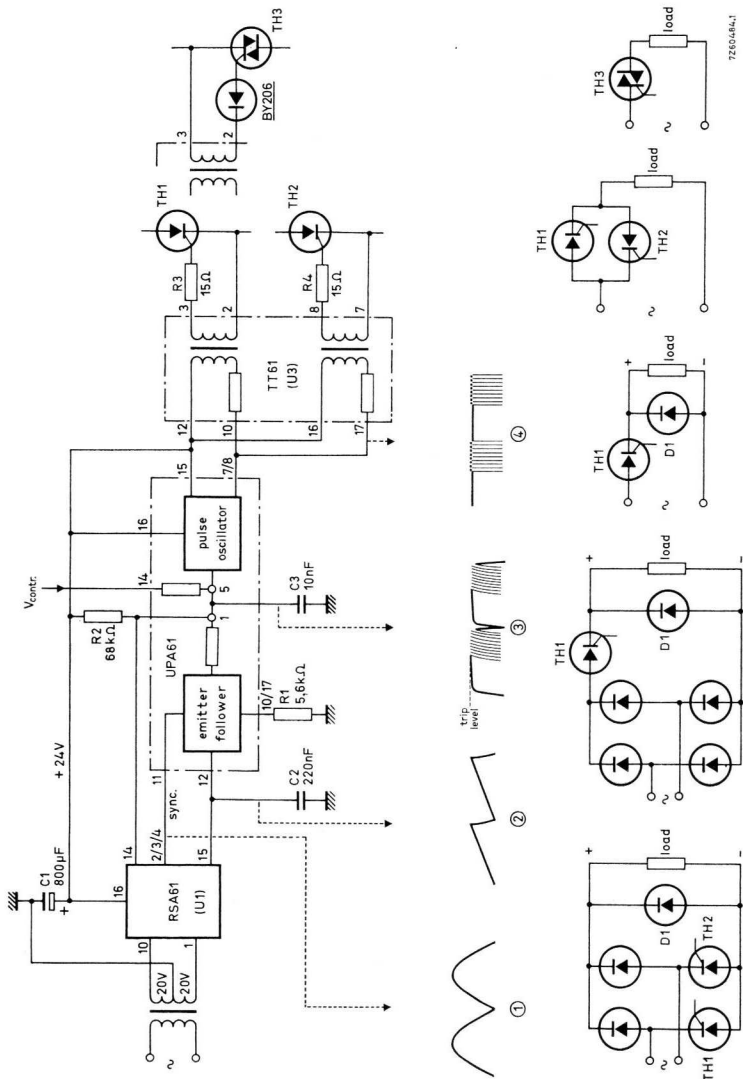 20V
20V
10
1
C1
800µF
+
16
RSA61
(U1)
14
2/3/4
15
+24V
sync.
11
12
C2
220nF
emitter
follower
10/17
R1
5,6kΩ
UPA61
R2
68kΩ
Vcontr.
14
1
5
C3
10nF
16
pulse
oscillator
15
7/8
12
10
16
17
TT61
(U3)
3
2
8
7
R3
15Ω
R4
15Ω
TH1
TH2
3
2
BY206
TH3
1
2
trip
level
3
4
TH1
TH2
D1
load
+
-
TH1
D1
load
+
-
TH1
D1
load
+
-
TH1
TH2
load
TH3
load
7Z60484.1